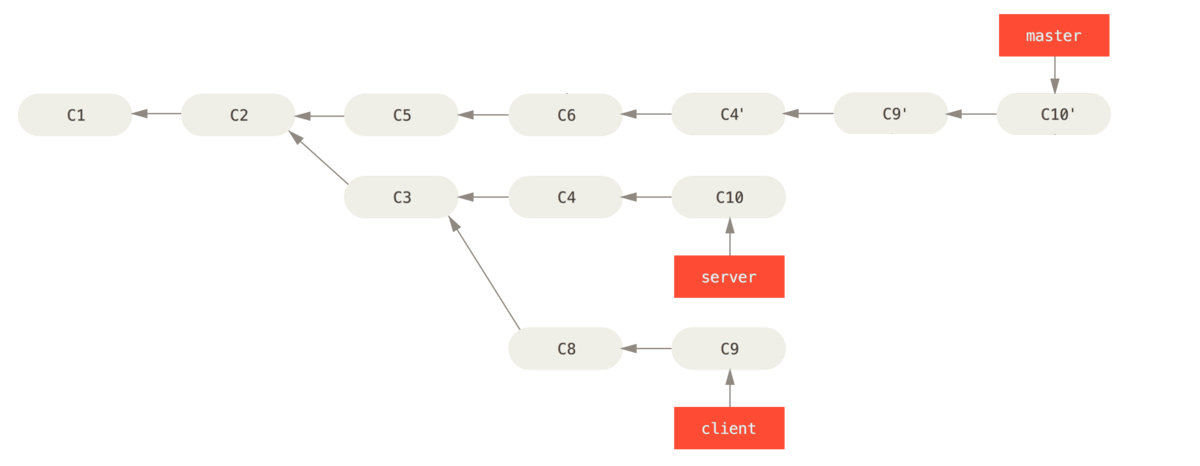 master
C1 C2 C5 C6 C4' C9' C10'
C3 C4 C10
server
C8 C9
client